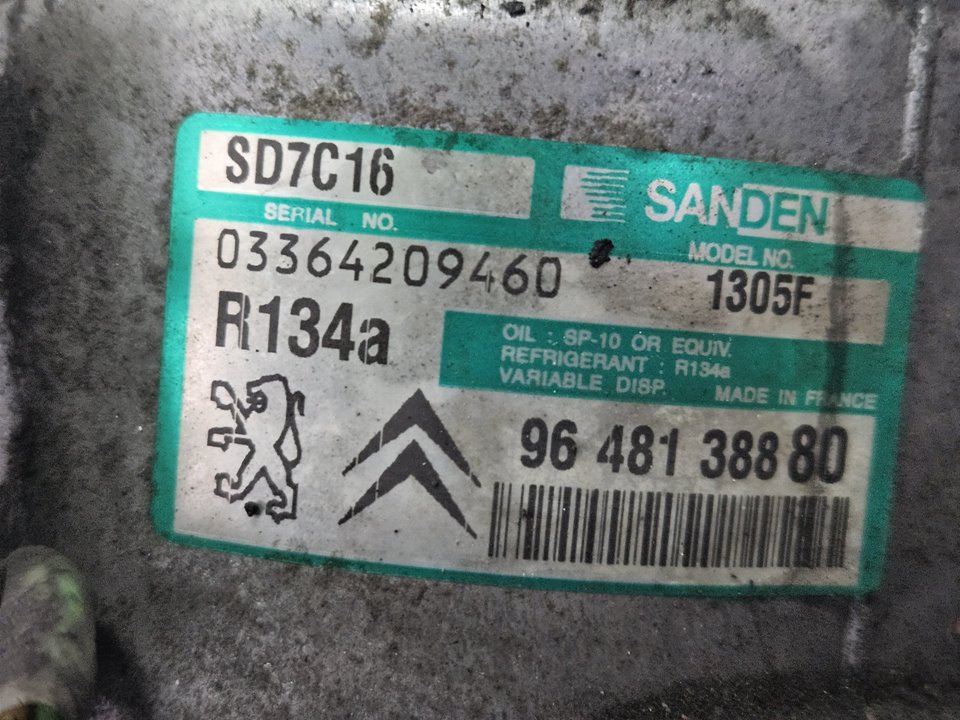 SD7C16
SANDEN
SERIAL NO.
MODEL NO.
03364209460
1305F
R134a
OIL : SP-10 OR EQUIV.
REFRIGERANT : R134a
VARIABLE DISP.
MADE IN FRANCE
96 481 388 80